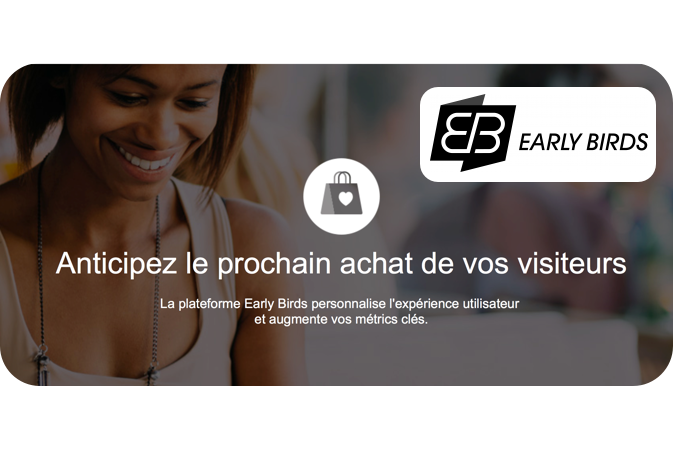 EB EARLY BIRDS
Anticipez le prochain achat de vos visiteurs
La plateforme Early Birds personnalise l'expérience utilisateur
et augmente vos métrics clés.